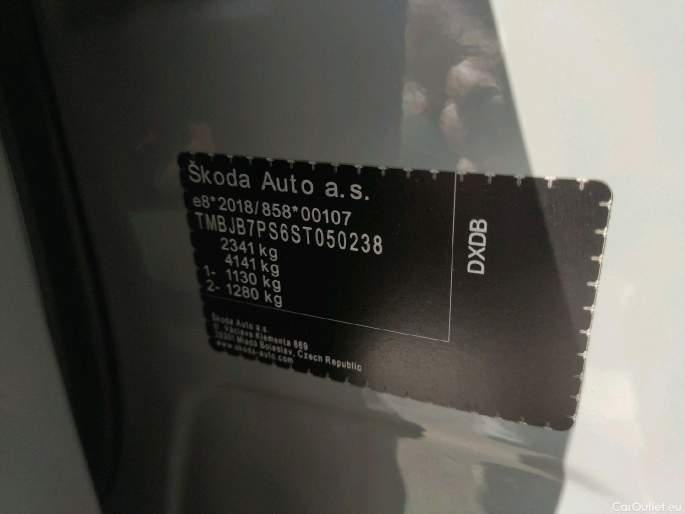 Škoda Auto a.s.
e8*2018/858*00107
TMBJB7PS6ST050238
2341 kg
4141 kg
1- 1130 kg
2- 1280 kg
DXDB
Škoda Auto a.s.
Václava Klementa 869
29301 Mladá Boleslav, Czech Republic
www.skoda-auto.com
CarOutlet.eu